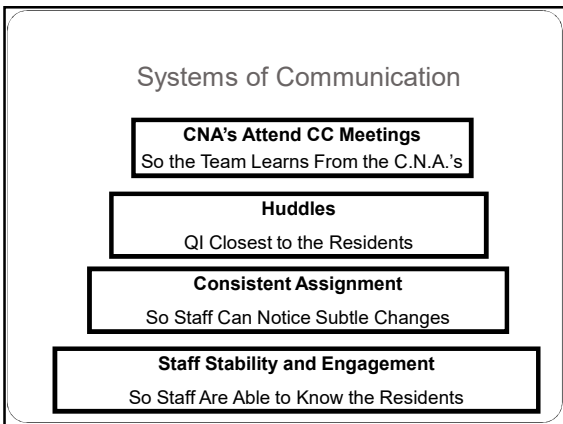 Systems of Communication
CNA's Attend CC Meetings
So the Team Learns From the C.N.A.'s
Huddles
QI Closest to the Residents
Consistent Assignment
So Staff Can Notice Subtle Changes
Staff Stability and Engagement
So Staff Are Able to Know the Residents